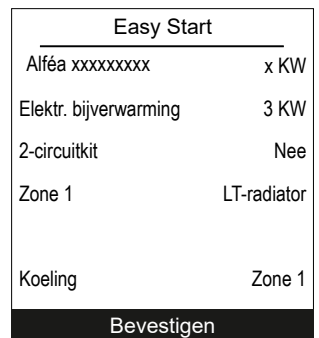 Easy Start
Alféa xxxxxxxxx x KW
Elektr. bijverwarming 3 KW
2-circuitkit Nee
Zone 1 LT-radiator
Koeling Zone 1
Bevestigen